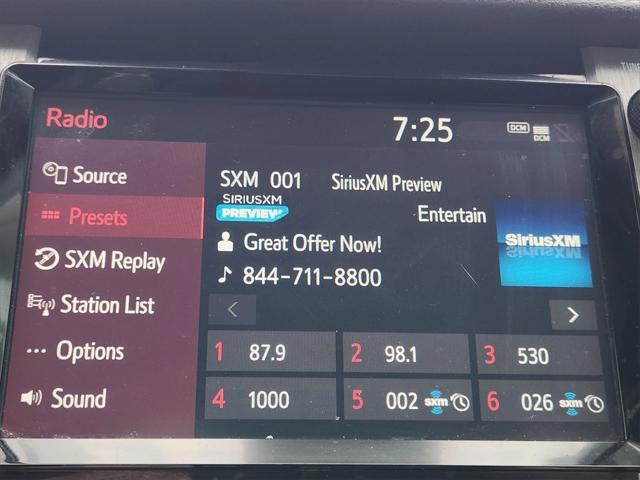 TUNE
Radio
7:25
DCM
DCM
Source
SXM 001 SiriusXM Preview
SIRIUSXM
PREVIEW
Entertain
Presets
Great Offer Now!
SiriusXM
SXM Replay
844-711-8800
Station List
1 87.9
2 98.1
3 530
Options
4 1000
5 002 sxm
6 026 sxm
Sound